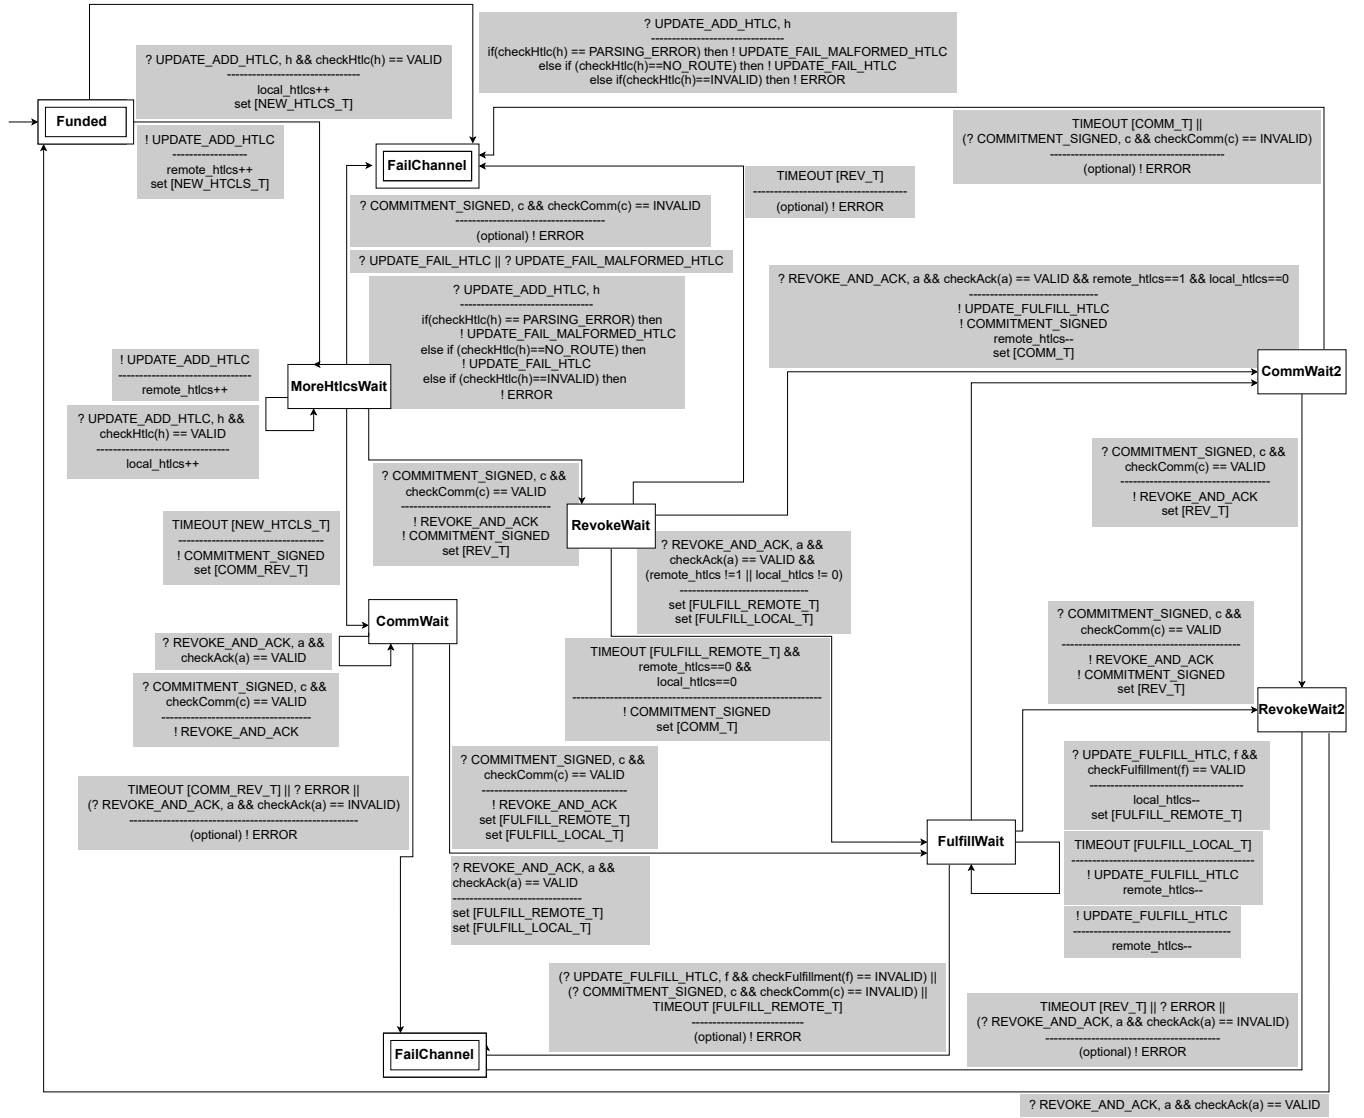 ? UPDATE_ADD_HTLC, h
--------------------------------
if(checkHtlc(h) == PARSING_ERROR) then ! UPDATE_FAIL_MALFORMED_HTLC
else if (checkHtlc(h)==NO_ROUTE) then ! UPDATE_FAIL_HTLC
else if(checkHtlc(h)==INVALID) then ! ERROR
? UPDATE_ADD_HTLC, h && checkHtlc(h) == VALID
--------------------------------
local_htlcs++
set [NEW_HTLCS_T]
Funded
! UPDATE_ADD_HTLC
------------------
remote_htlcs++
set [NEW_HTCLS_T]
FailChannel
TIMEOUT [COMM_T] ||
(? COMMITMENT_SIGNED, c && checkComm(c) == INVALID)
------------------------------------------
(optional) ! ERROR
TIMEOUT [REV_T]
-------------------------------------
(optional) ! ERROR
? COMMITMENT_SIGNED, c && checkComm(c) == INVALID
------------------------------------
(optional) ! ERROR
? UPDATE_FAIL_HTLC || ? UPDATE_FAIL_MALFORMED_HTLC
? UPDATE_ADD_HTLC, h
--------------------------------
if(checkHtlc(h) == PARSING_ERROR) then
! UPDATE_FAIL_MALFORMED_HTLC
else if (checkHtlc(h)==NO_ROUTE) then
! UPDATE_FAIL_HTLC
else if (checkHtlc(h)==INVALID) then
! ERROR
? REVOKE_AND_ACK, a && checkAck(a) == VALID && remote_htlcs==1 && local_htlcs==0
-------------------------------
! UPDATE_FULFILL_HTLC
! COMMITMENT_SIGNED
remote_htlcs--
set [COMM_T]
! UPDATE_ADD_HTLC
--------------------------------
remote_htlcs++
MoreHtlcsWait
CommWait2
? UPDATE_ADD_HTLC, h &&
checkHtlc(h) == VALID
--------------------------------
local_htlcs++
? COMMITMENT_SIGNED, c &&
checkComm(c) == VALID
------------------------------------
! REVOKE_AND_ACK
! COMMITMENT_SIGNED
set [REV_T]
? COMMITMENT_SIGNED, c &&
checkComm(c) == VALID
------------------------------------
! REVOKE_AND_ACK
set [REV_T]
RevokeWait
TIMEOUT [NEW_HTCLS_T]
-----------------------------------
! COMMITMENT_SIGNED
set [COMM_REV_T]
? REVOKE_AND_ACK, a &&
checkAck(a) == VALID &&
(remote_htlcs !=1 || local_htlcs != 0)
-------------------------------
set [FULFILL_REMOTE_T]
set [FULFILL_LOCAL_T]
CommWait
? REVOKE_AND_ACK, a &&
checkAck(a) == VALID
? COMMITMENT_SIGNED, c &&
checkComm(c) == VALID
-------------------------------------------
! REVOKE_AND_ACK
! COMMITMENT_SIGNED
set [REV_T]
TIMEOUT [FULFILL_REMOTE_T] &&
remote_htlcs==0 &&
local_htlcs==0
------------------------------------------------------------
! COMMITMENT_SIGNED
set [COMM_T]
? COMMITMENT_SIGNED, c &&
checkComm(c) == VALID
------------------------------------
! REVOKE_AND_ACK
RevokeWait2
? COMMITMENT_SIGNED, c &&
checkComm(c) == VALID
-----------------------------------
! REVOKE_AND_ACK
set [FULFILL_REMOTE_T]
set [FULFILL_LOCAL_T]
? UPDATE_FULFILL_HTLC, f &&
checkFulfillment(f) == VALID
-------------------------------------
local_htlcs--
set [FULFILL_REMOTE_T]
TIMEOUT [COMM_REV_T] || ? ERROR ||
(? REVOKE_AND_ACK, a && checkAck(a) == INVALID)
-------------------------------------------------------
(optional) ! ERROR
FulfillWait
TIMEOUT [FULFILL_LOCAL_T]
--------------------------------------------
! UPDATE_FULFILL_HTLC
remote_htlcs--
? REVOKE_AND_ACK, a &&
checkAck(a) == VALID
-------------------------------
set [FULFILL_REMOTE_T]
set [FULFILL_LOCAL_T]
! UPDATE_FULFILL_HTLC
--------------------------------------
remote_htlcs--
(? UPDATE_FULFILL_HTLC, f && checkFulfillment(f) == INVALID) ||
(? COMMITMENT_SIGNED, c && checkComm(c) == INVALID) ||
TIMEOUT [FULFILL_REMOTE_T]
---------------------------
(optional) ! ERROR
TIMEOUT [REV_T] || ? ERROR ||
(? REVOKE_AND_ACK, a && checkAck(a) == INVALID)
------------------------------------------
(optional) ! ERROR
FailChannel
? REVOKE_AND_ACK, a && checkAck(a) == VALID